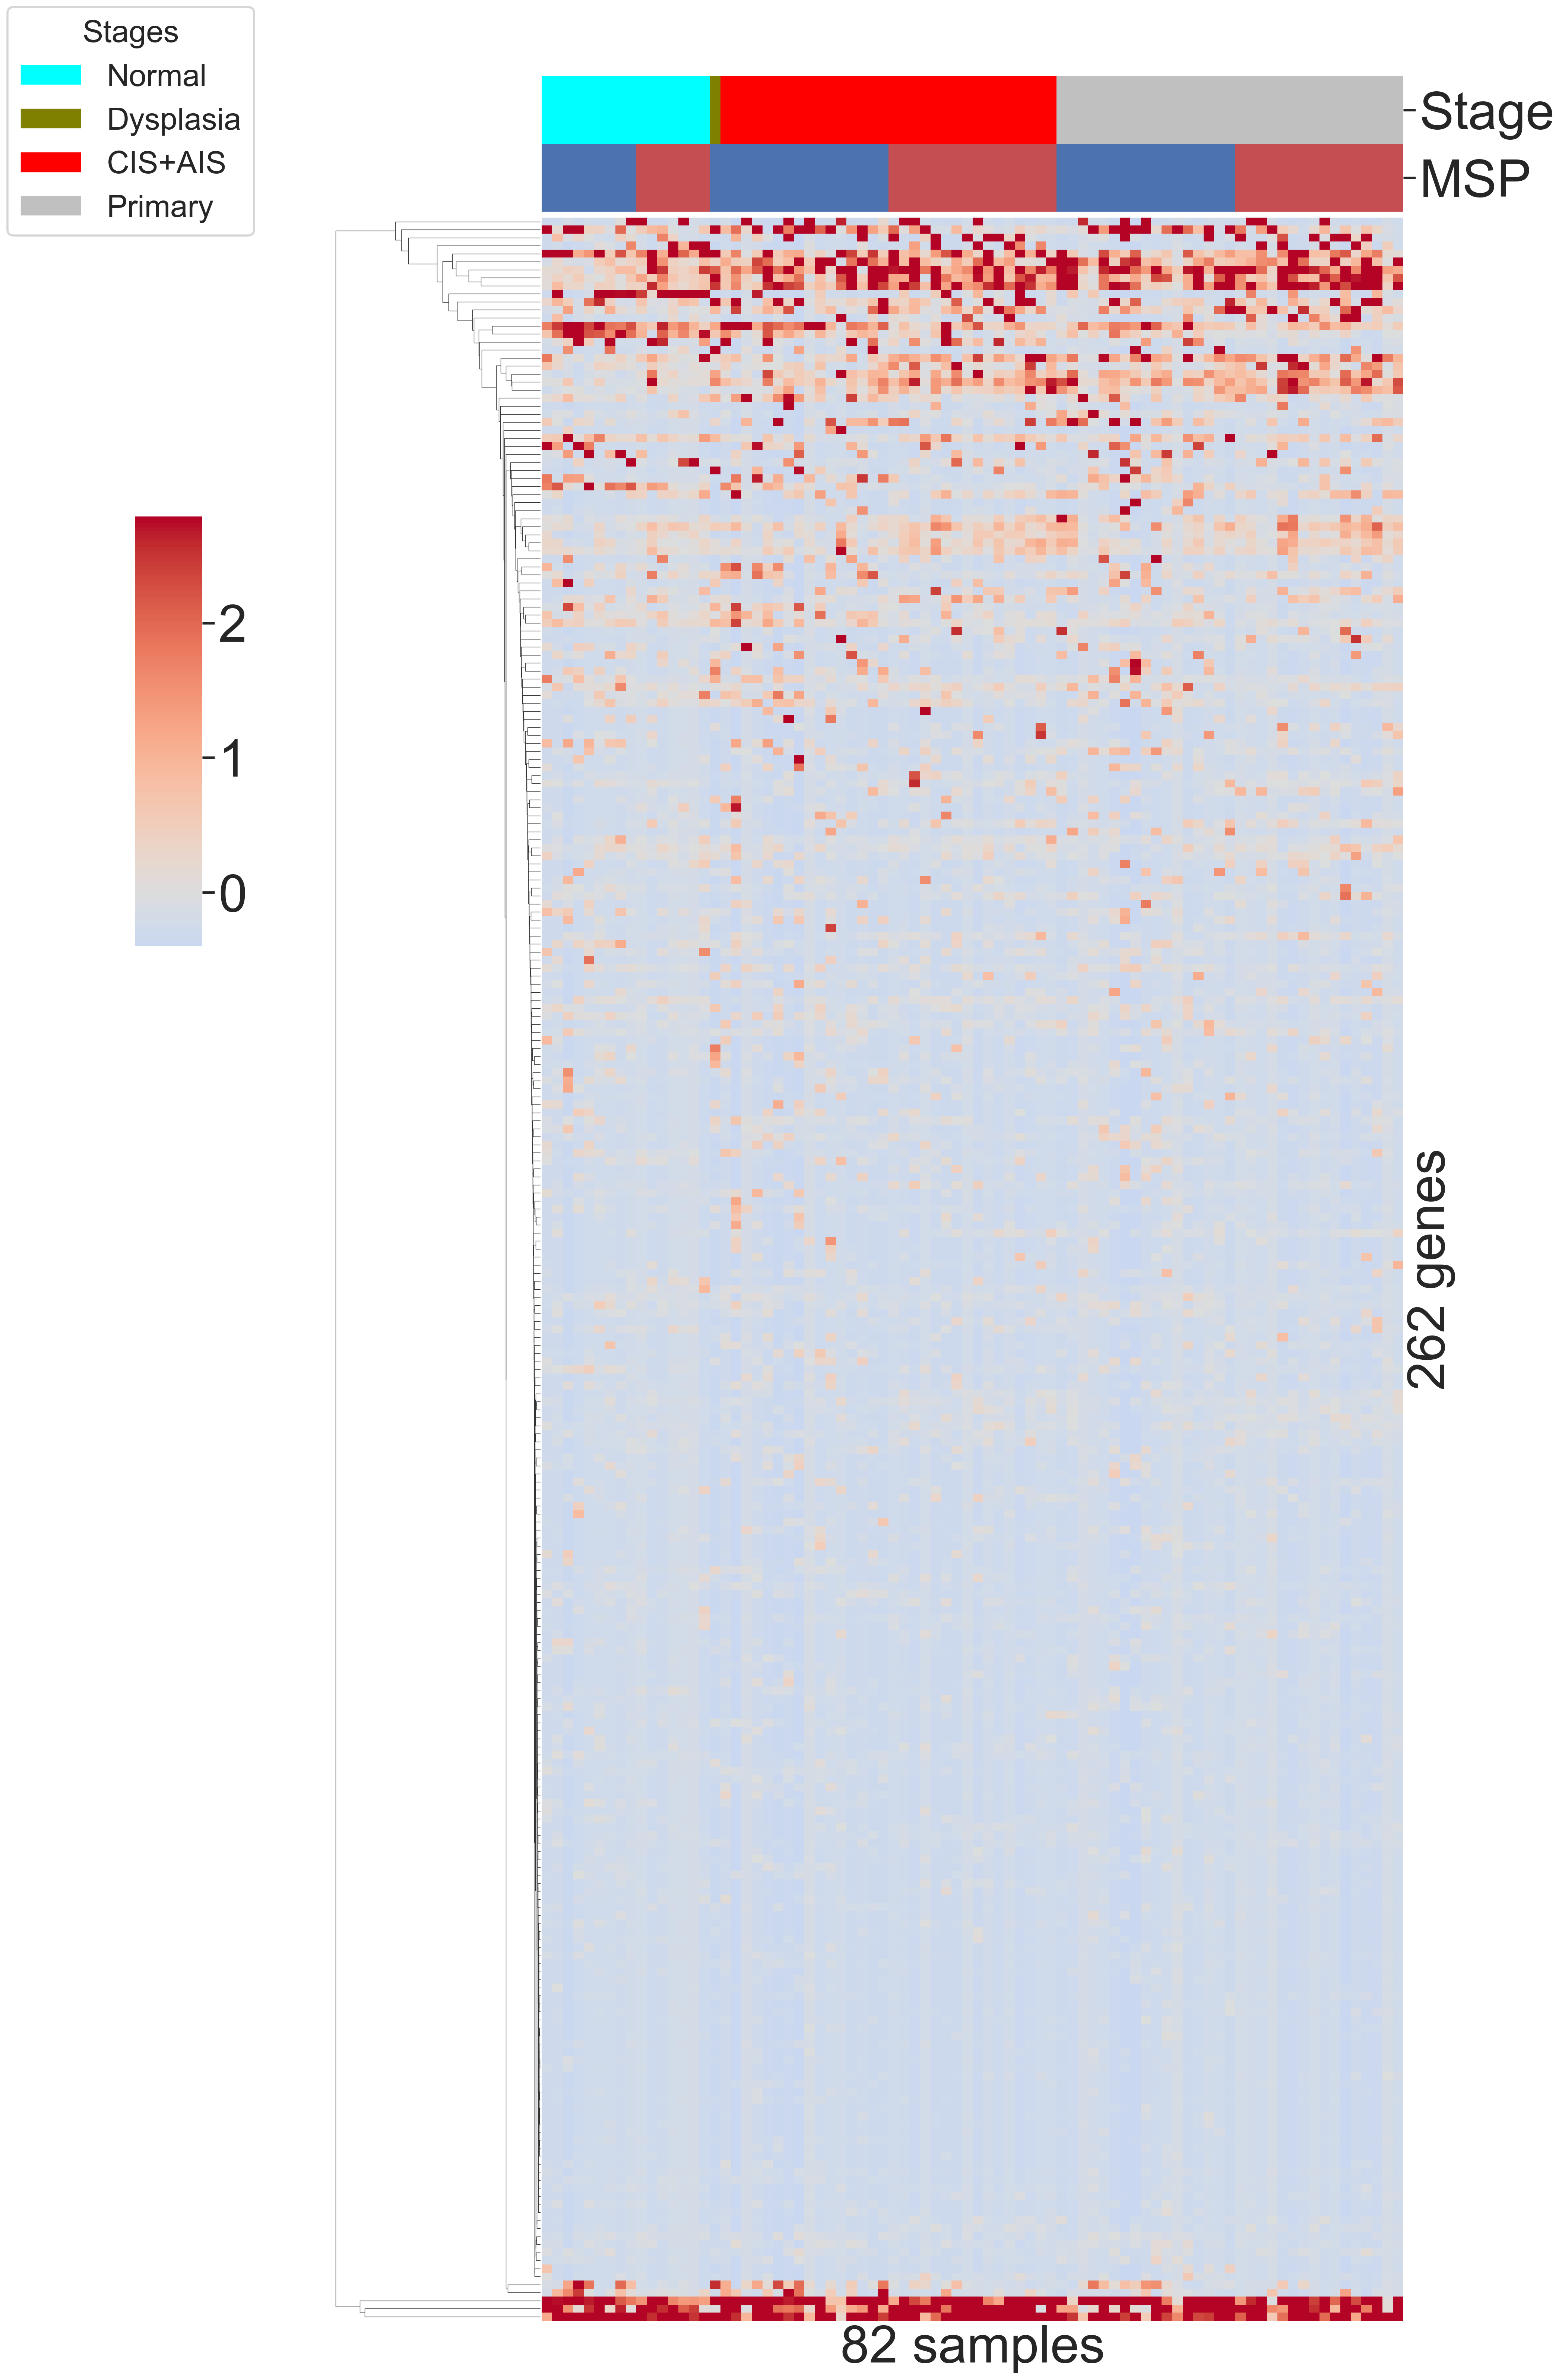 Stages
Normal
Dysplasia
CIS+AIS
Primary
Stage
MSP
2
1
0
262 genes
82 samples